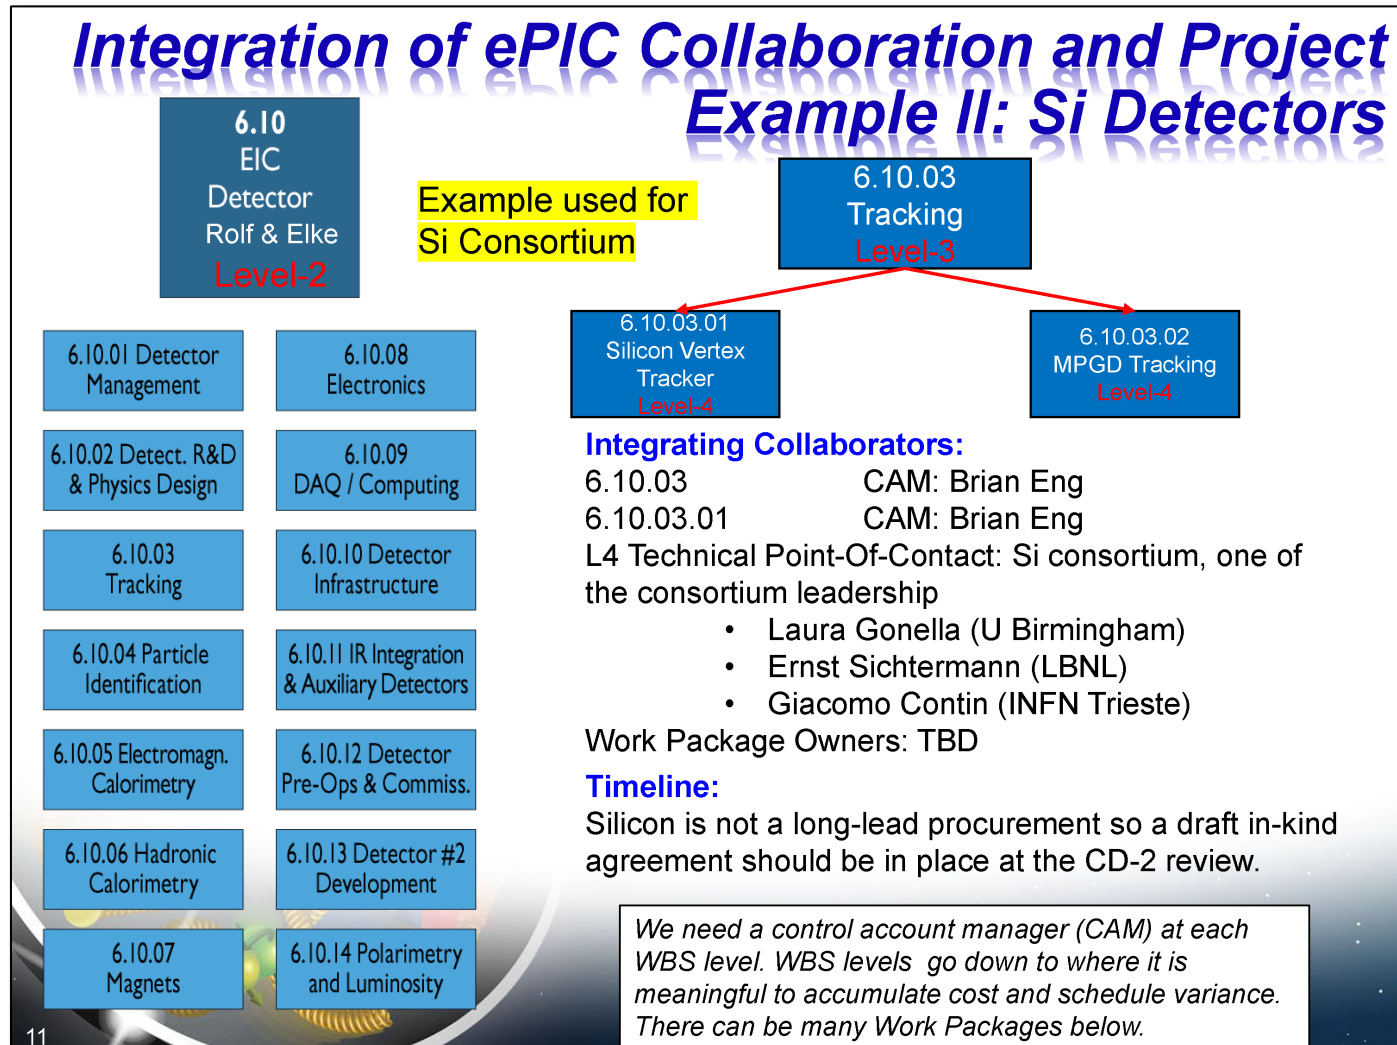 Integration of ePIC Collaboration and Project
Example II: Si Detectors
6.10
EIC
Detector
Rolf & Elke
Level-2
Example used for
Si Consortium
6.10.03
Tracking
Level-3
6.10.03.01
Silicon Vertex
Tracker
Level-4
6.10.03.02
MPGD Tracking
Level-4
6.10.01 Detector
Management
6.10.08
Electronics
6.10.02 Detect. R&D
& Physics Design
6.10.09
DAQ / Computing
6.10.03
Tracking
6.10.10 Detector
Infrastructure
6.10.04 Particle
Identification
6.10.11 IR Integration
& Auxiliary Detectors
6.10.05 Electromagn.
Calorimetry
6.10.12 Detector
Pre-Ops & Commiss.
6.10.06 Hadronic
Calorimetry
6.10.13 Detector #2
Development
6.10.07
Magnets
6.10.14 Polarimetry
and Luminosity
Integrating Collaborators:
6.10.03 CAM: Brian Eng
6.10.03.01 CAM: Brian Eng
L4 Technical Point-Of-Contact: Si consortium, one of
the consortium leadership
• Laura Gonella (U Birmingham)
• Ernst Sichtermann (LBNL)
• Giacomo Contin (INFN Trieste)
Work Package Owners: TBD
Timeline:
Silicon is not a long-lead procurement so a draft in-kind
agreement should be in place at the CD-2 review.
We need a control account manager (CAM) at each
WBS level. WBS levels go down to where it is
meaningful to accumulate cost and schedule variance.
There can be many Work Packages below.
11